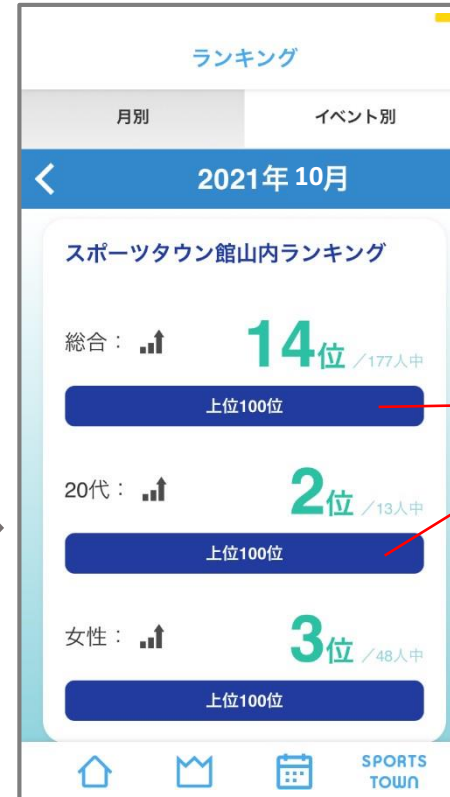 ランキング
月別 イベント別
2021年10月
スポーツタウン館山内ランキング
総合： 14位 ／177人中
上位100位
20代： 2位 ／13人中
上位100位
女性： 3位 ／48人中
上位100位
SPORTS
TOWN